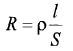 R = ρ l/S